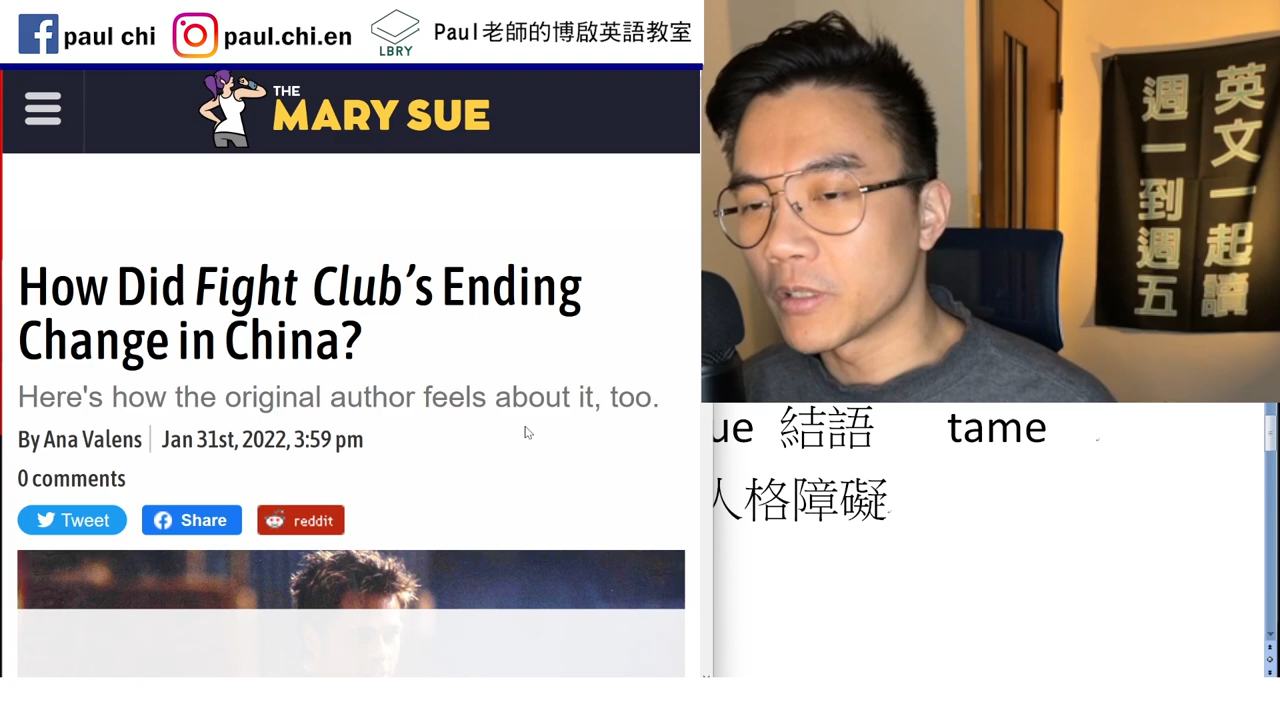 paul chi
paul.chi.en
LBRY
Paul老師的博啟英語教室
THE
MARY SUE
How Did Fight Club's Ending
Change in China?
Here's how the original author feels about it, too.
By Ana Valens
Jan 31st, 2022, 3:59 pm
0 comments
Tweet
Share
reddit
英文一起讀
週一到週五
ue 結語 tame
人格障礙